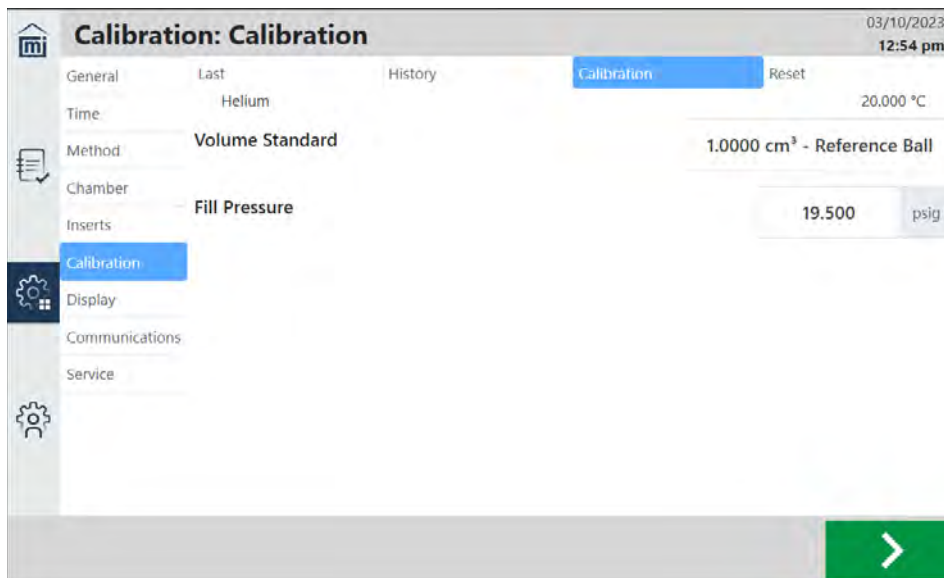 mi
Calibration: Calibration
03/10/2023
12:54 pm
General
Time
Method
Chamber
Inserts
Calibration
Display
Communications
Service
Last History Calibration Reset
Helium 20.000 °C
Volume Standard 1.0000 cm³ - Reference Ball
Fill Pressure 19.500 psig